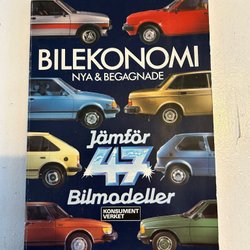 BILEKONOMI
NYA & BEGAGNADE
Jämför
47
Bilmodeller
KONSUMENT
VERKET